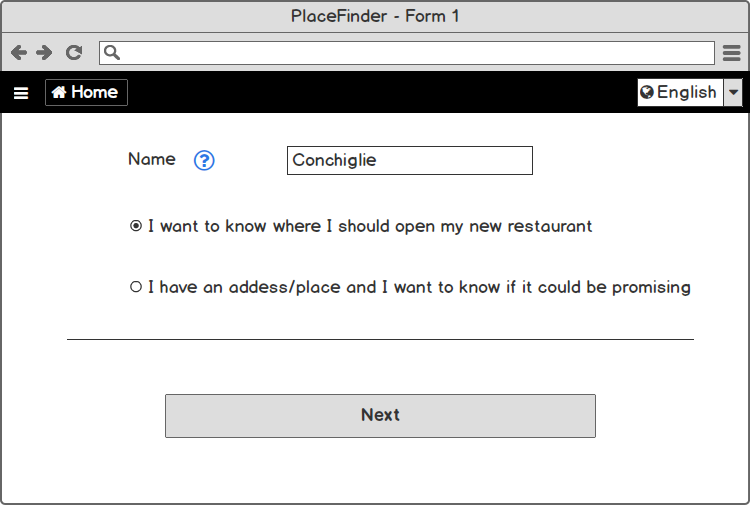 PlaceFinder - Form 1
Home
English
Name ?
Conchiglie
I want to know where I should open my new restaurant
I have an addess/place and I want to know if it could be promising
Next